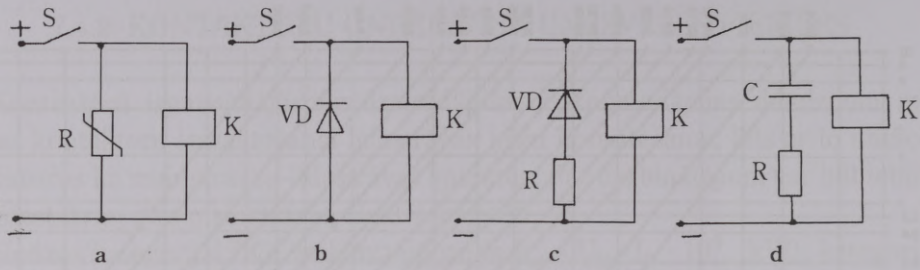 + S + S + S + S
R K VD K VD R K C R K
− − − −
a b c d